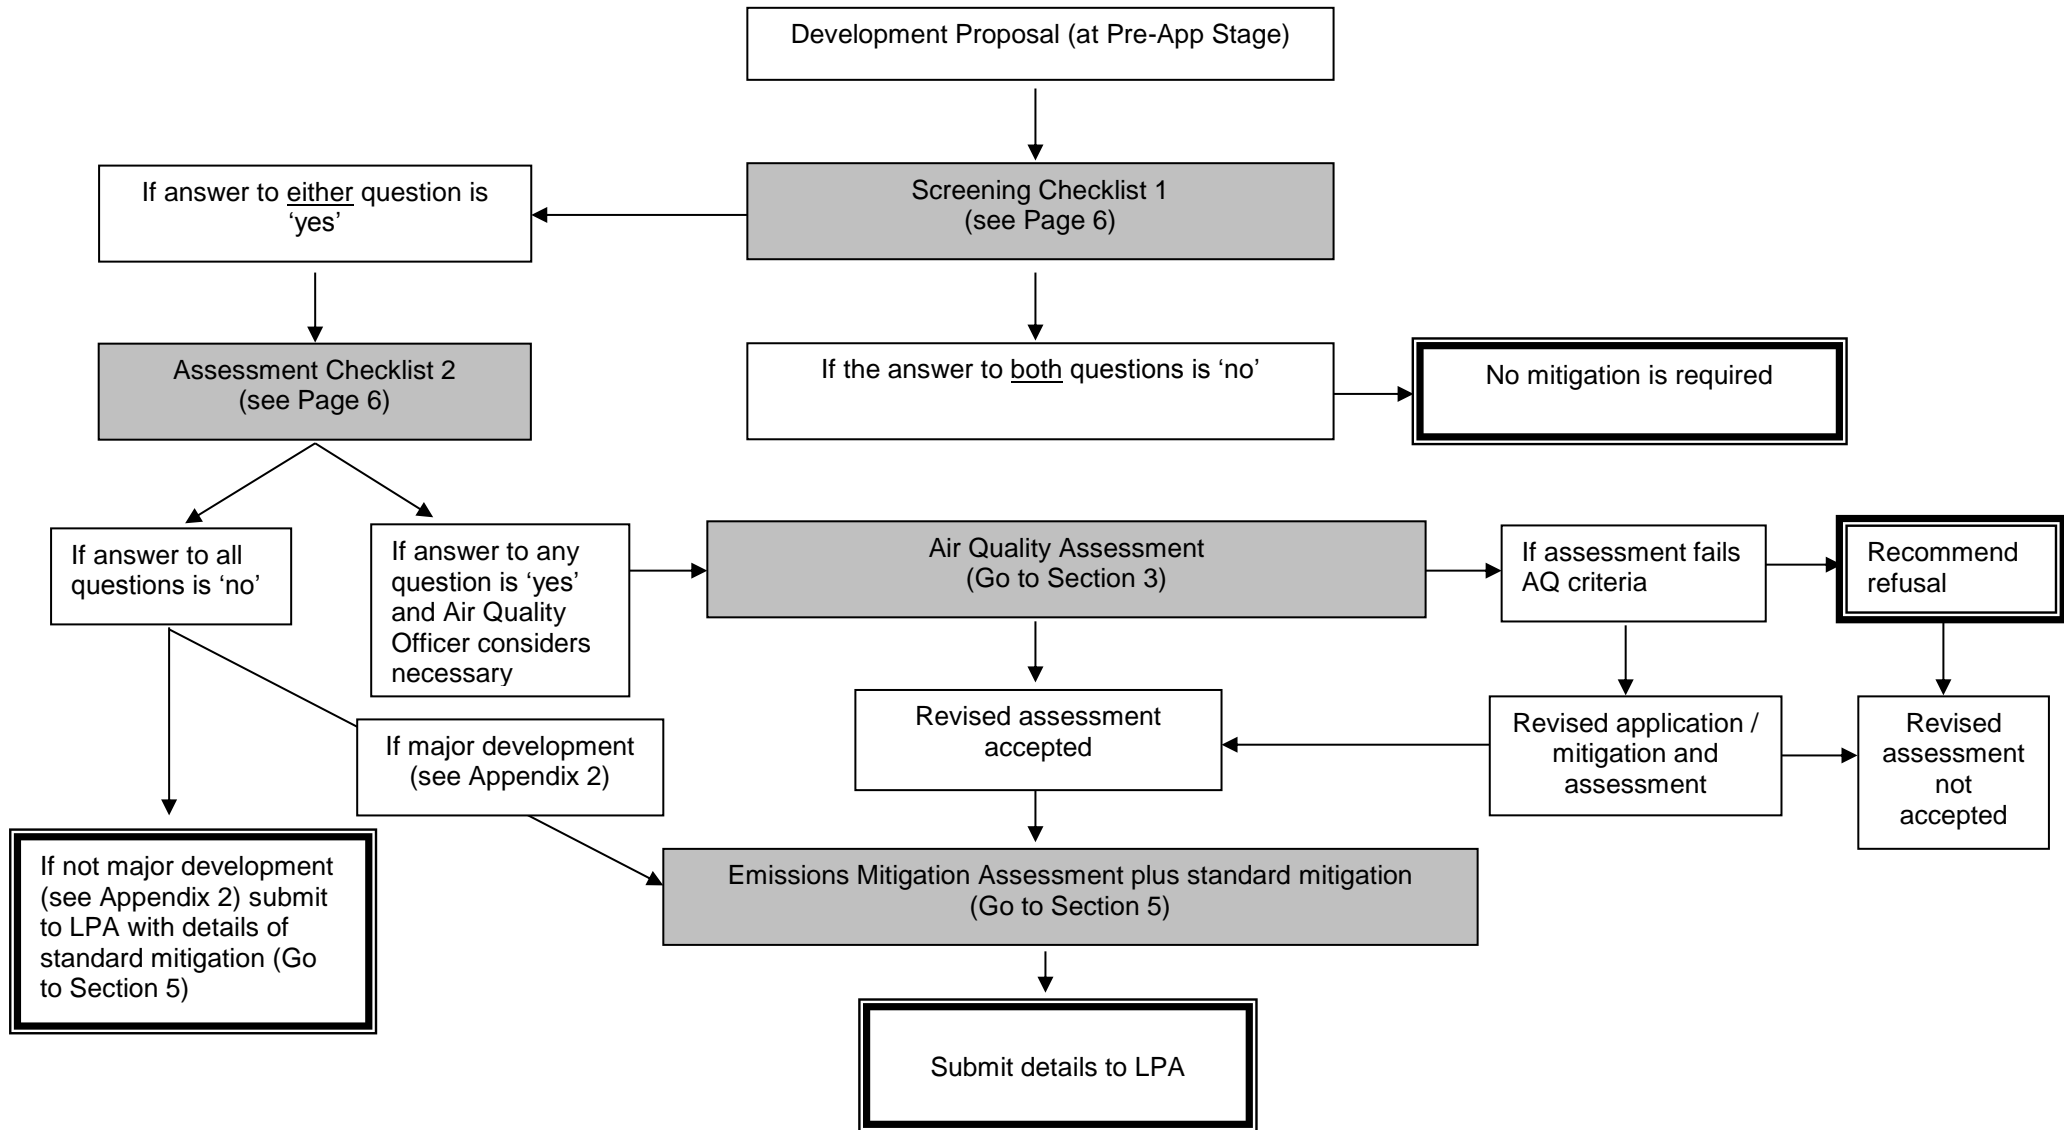 Development Proposal (at Pre-App Stage)
If answer to either question is
‘yes’
Screening Checklist 1
(see Page 6)
Assessment Checklist 2
(see Page 6)
If the answer to both questions is ‘no’
No mitigation is required
If answer to all
questions is ‘no’
If answer to any
question is ‘yes’
and Air Quality
Officer considers
necessary
Air Quality Assessment
(Go to Section 3)
If assessment fails
AQ criteria
Recommend
refusal
If major development
(see Appendix 2)
Revised assessment
accepted
Revised application /
mitigation and
assessment
Revised
assessment
not
accepted
If not major development
(see Appendix 2) submit
to LPA with details of
standard mitigation (Go
to Section 5)
Emissions Mitigation Assessment plus standard mitigation
(Go to Section 5)
Submit details to LPA